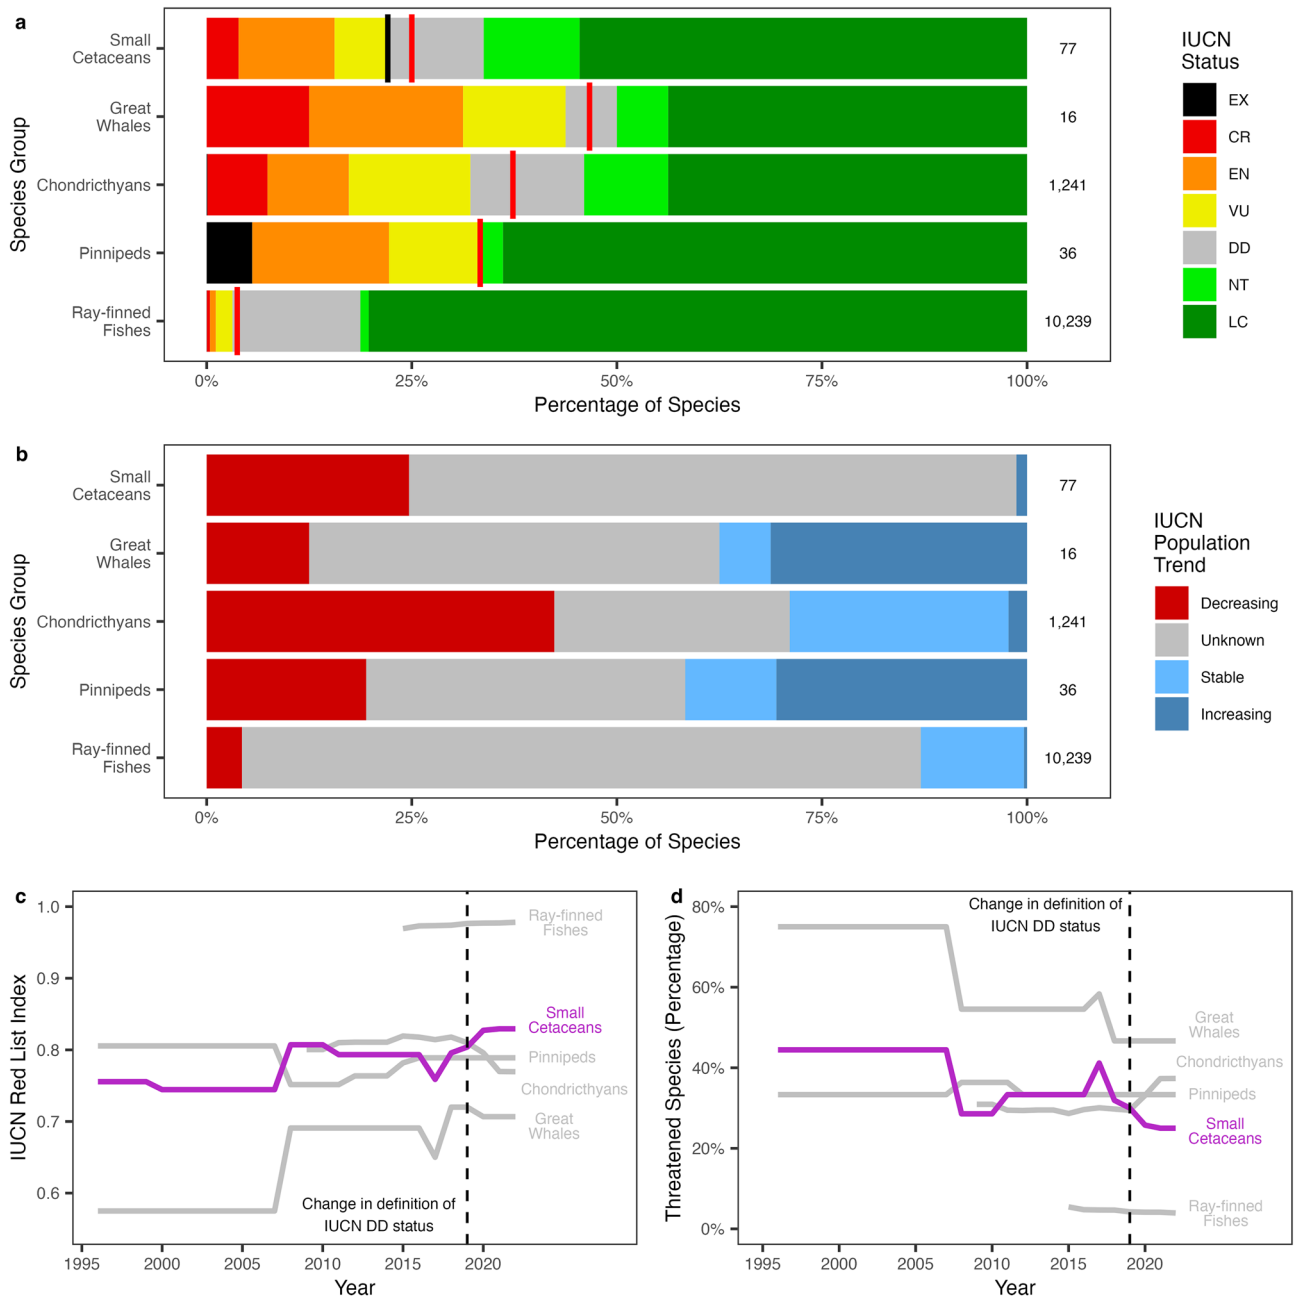 a
Species Group
Small
Cetaceans
77
Great
Whales
16
Chondricthyans
1,241
Pinnipeds
36
Ray-finned
Fishes
10,239
0%
25%
50%
75%
100%
Percentage of Species
IUCN
Status
EX
CR
EN
VU
DD
NT
LC
b
Species Group
Small
Cetaceans
77
Great
Whales
16
Chondricthyans
1,241
Pinnipeds
36
Ray-finned
Fishes
10,239
0%
25%
50%
75%
100%
Percentage of Species
IUCN
Population
Trend
Decreasing
Unknown
Stable
Increasing
c
IUCN Red List Index
1.0
0.9
0.8
0.7
0.6
Ray-finned
Fishes
Small
Cetaceans
Pinnipeds
Chondricthyans
Great
Whales
Change in definition of
IUCN DD status
1995
2000
2005
2010
2015
2020
Year
d
Threatened Species (Percentage)
80%
60%
40%
20%
0%
Change in definition of
IUCN DD status
Great
Whales
Chondricthyans
Pinnipeds
Small
Cetaceans
Ray-finned
Fishes
1995
2000
2005
2010
2015
2020
Year